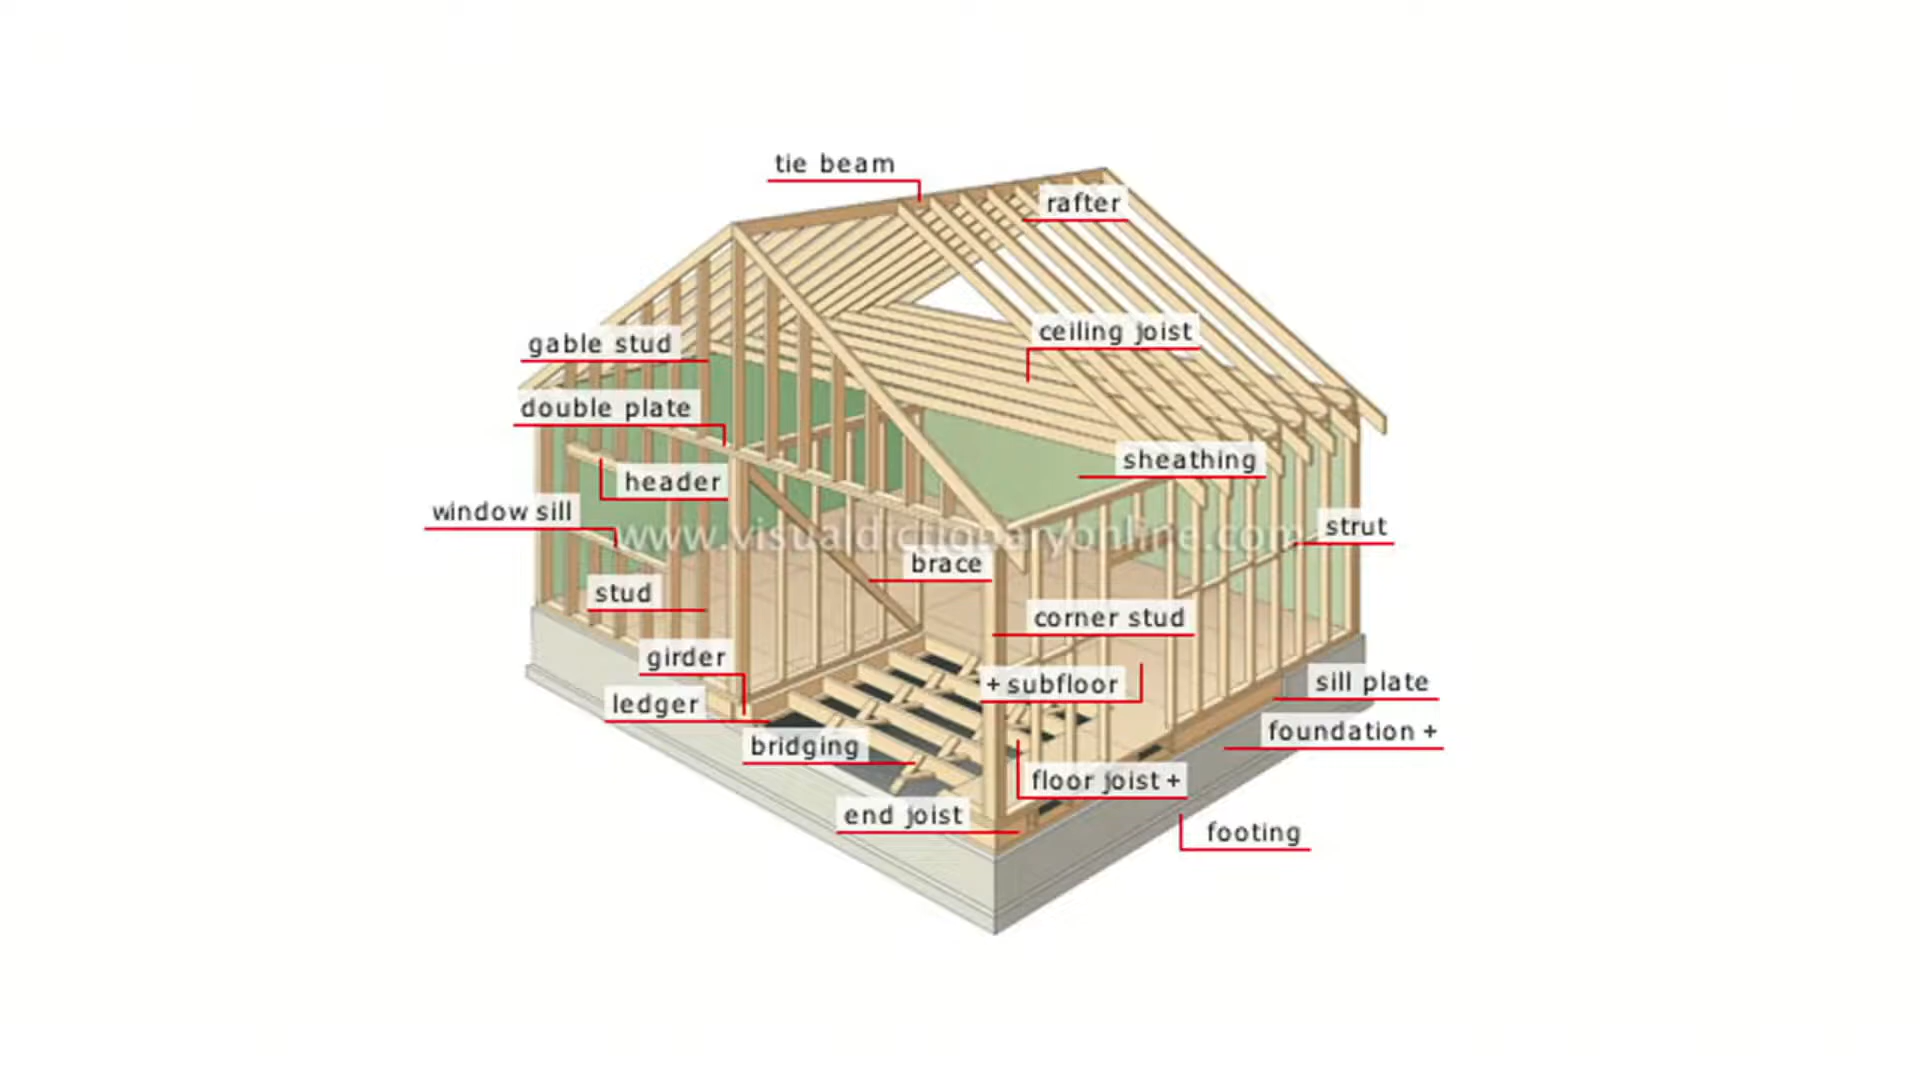 tie beam
rafter
ceiling joist
gable stud
double plate
sheathing
header
window sill
strut
www.visualdictionaryonline.com
brace
stud
corner stud
girder
+ subfloor
sill plate
ledger
foundation +
bridging
floor joist +
end joist
footing